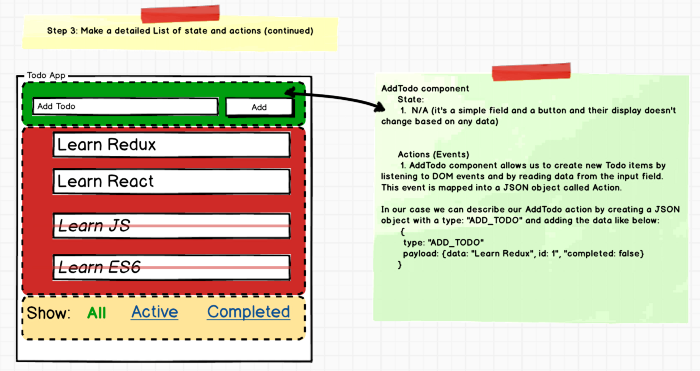 Step 3: Make a detailed List of state and actions (continued)
Todo App
Add Todo
Add
Learn Redux
Learn React
Learn JS
Learn ES6
Show: All Active Completed
AddTodo component
State:
1. N/A (it's a simple field and a button and their display doesn't
change based on any data)
Actions (Events)
1. AddTodo component allows us to create new Todo items by
listening to DOM events and by reading data from the input field.
This event is mapped into a JSON object called Action.
In our case we can describe our AddTodo action by creating a JSON
object with a type: "ADD_TODO" and adding the data like below:
{
type: "ADD_TODO"
payload: {data: "Learn Redux", id: 1", "completed: false}
}